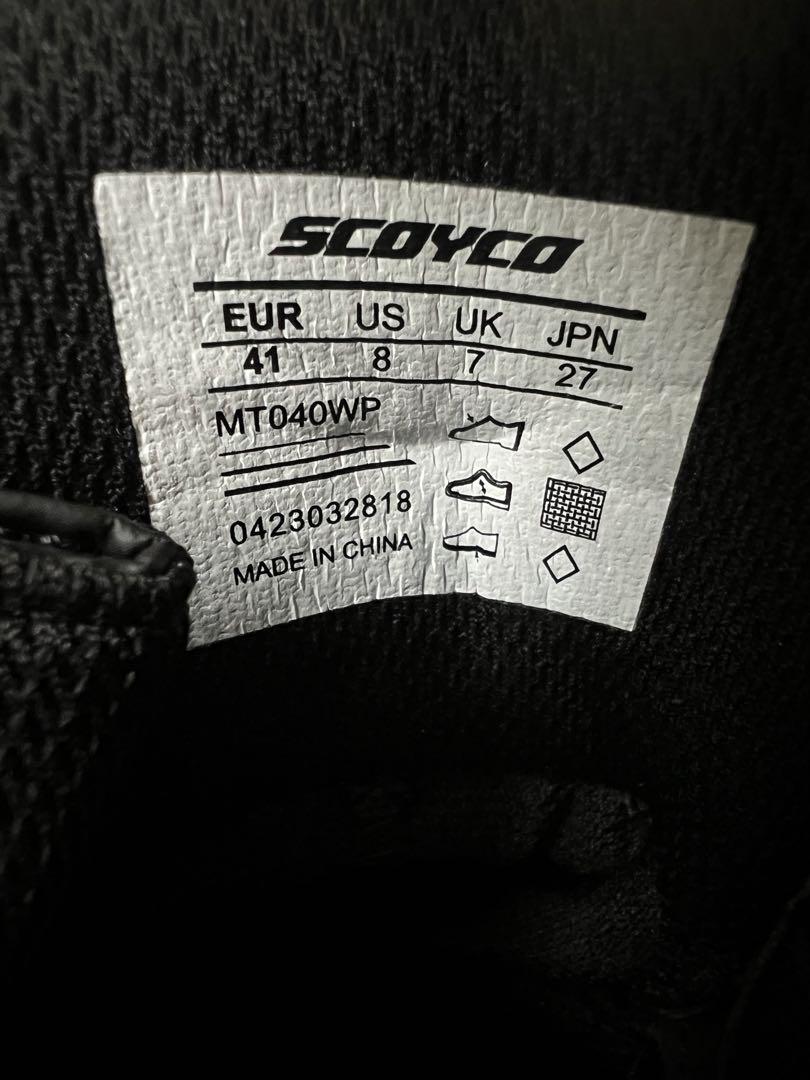 SCOYCO
EUR US UK JPN
41 8 7 27
MT040WP
0423032818
MADE IN CHINA